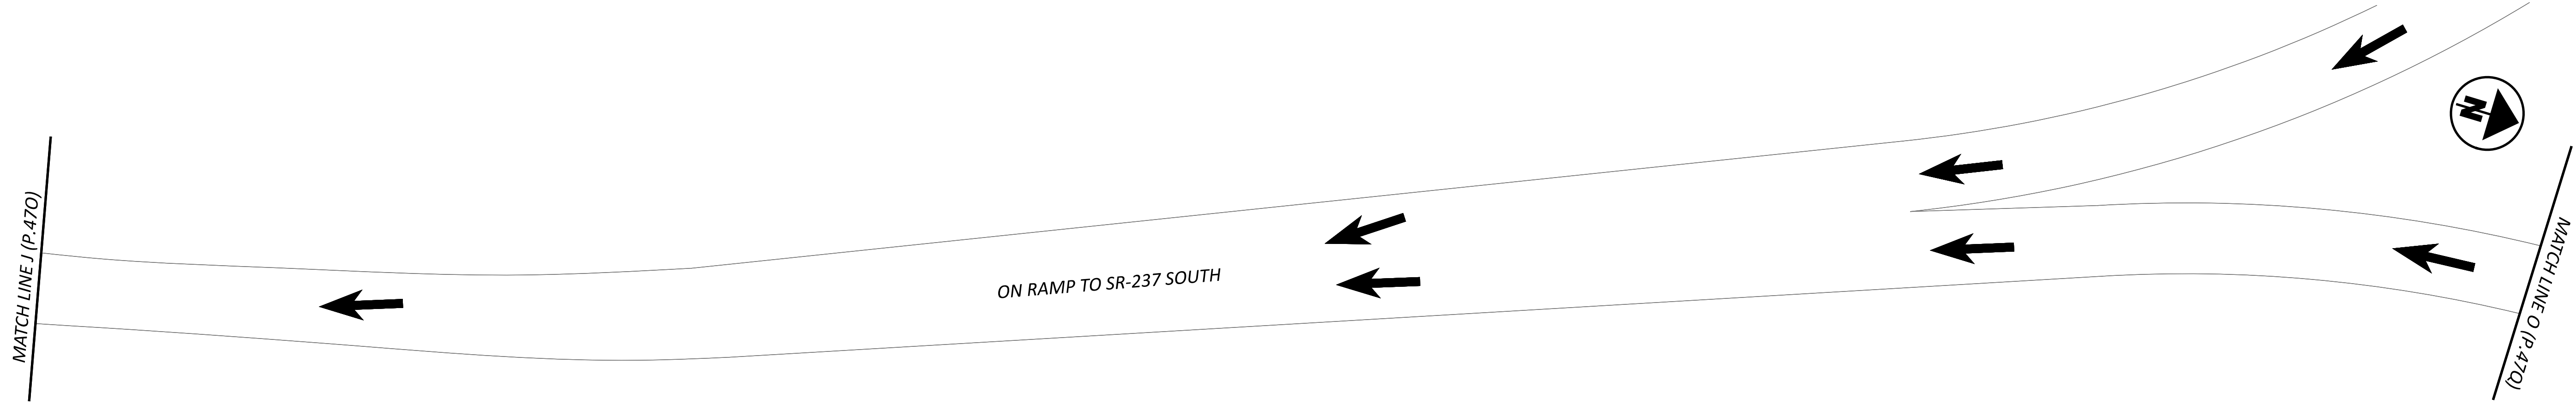 MATCH LINE J (P.47O)
ON RAMP TO SR-237 SOUTH
N
MATCH LINE O (P.47Q)